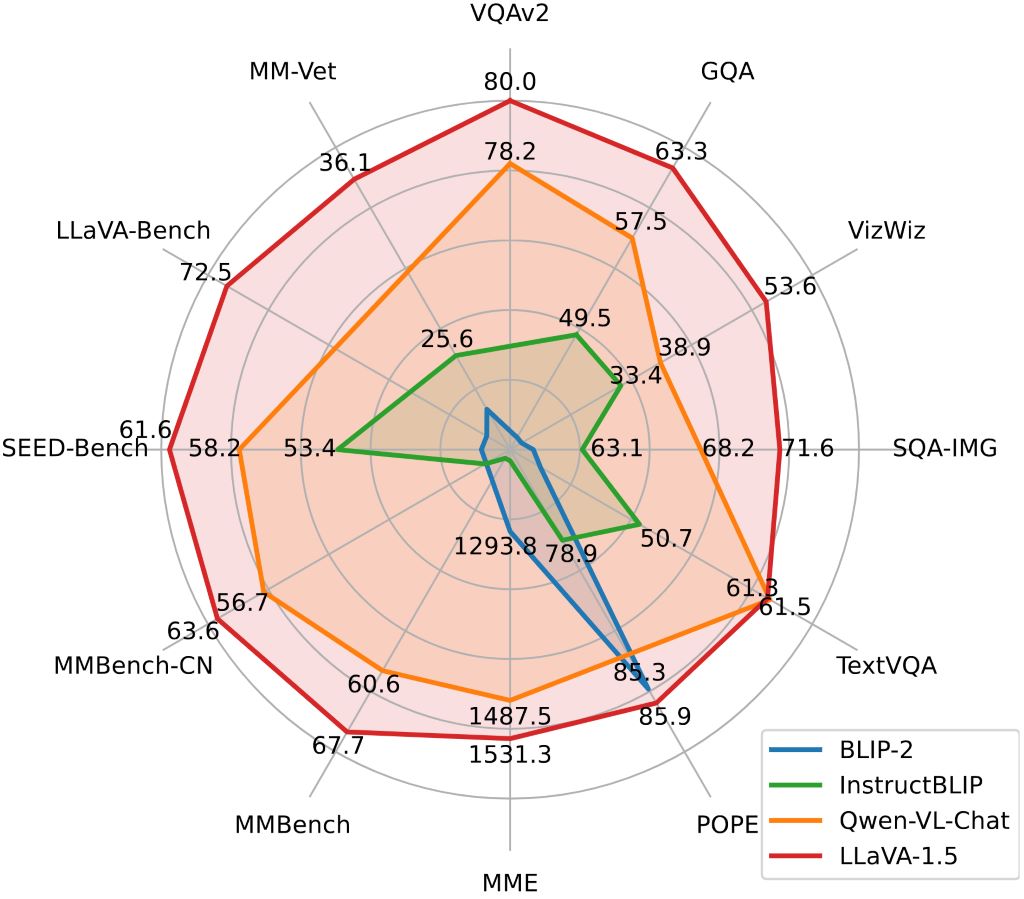 VQAv2
MM-Vet
GQA
80.0
36.1
78.2
63.3
LLaVA-Bench
57.5
VizWiz
72.5
53.6
25.6
49.5
38.9
33.4
61.6
SEED-Bench
58.2
53.4
63.1
68.2
71.6
SQA-IMG
1293.8
78.9
50.7
56.7
61.3
61.5
63.6
MMBench-CN
85.3
TextVQA
60.6
1487.5
85.9
67.7
1531.3
MMBench
POPE
MME
BLIP-2
InstructBLIP
Qwen-VL-Chat
LLaVA-1.5